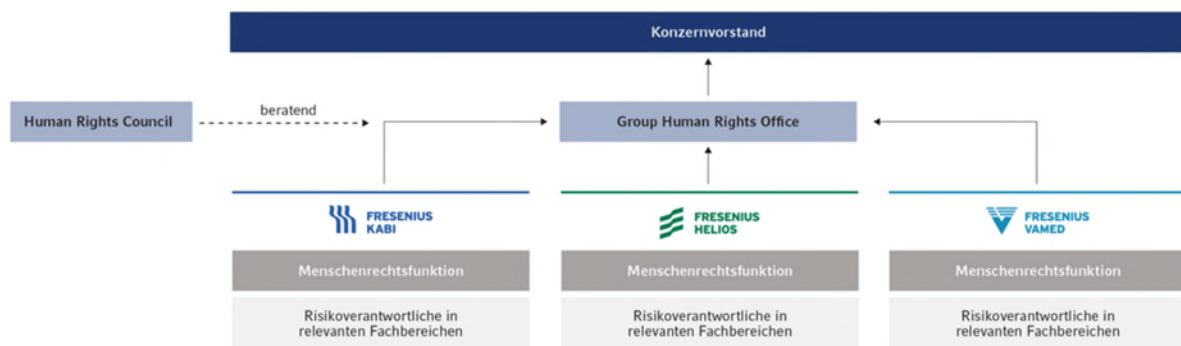 Konzernvorstand
beratend
Human Rights Council
Group Human Rights Office
FRESENIUS
KABI
FRESENIUS
HELIOS
FRESENIUS
VAMED
Menschenrechtsfunktion
Menschenrechtsfunktion
Menschenrechtsfunktion
Risikoverantwortliche in
relevanten Fachbereichen
Risikoverantwortliche in
relevanten Fachbereichen
Risikoverantwortliche in
relevanten Fachbereichen